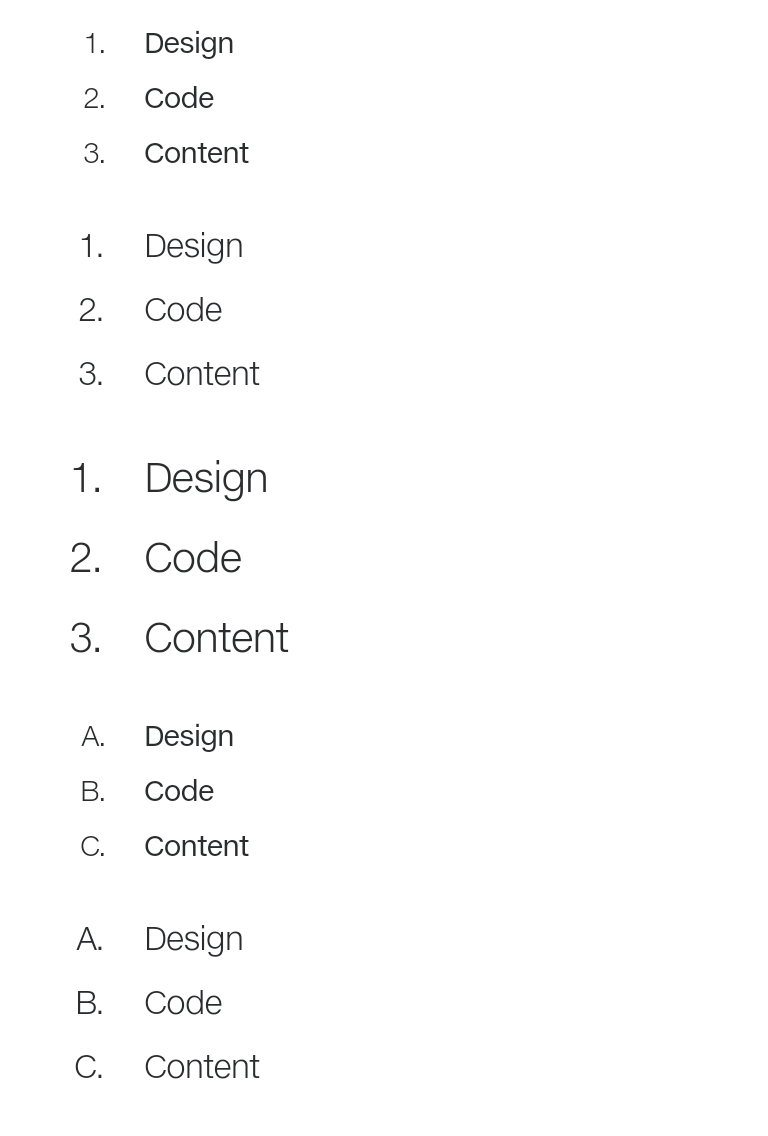 1. Design
2. Code
3. Content
1. Design
2. Code
3. Content
1. Design
2. Code
3. Content
A. Design
B. Code
C. Content
A. Design
B. Code
C. Content